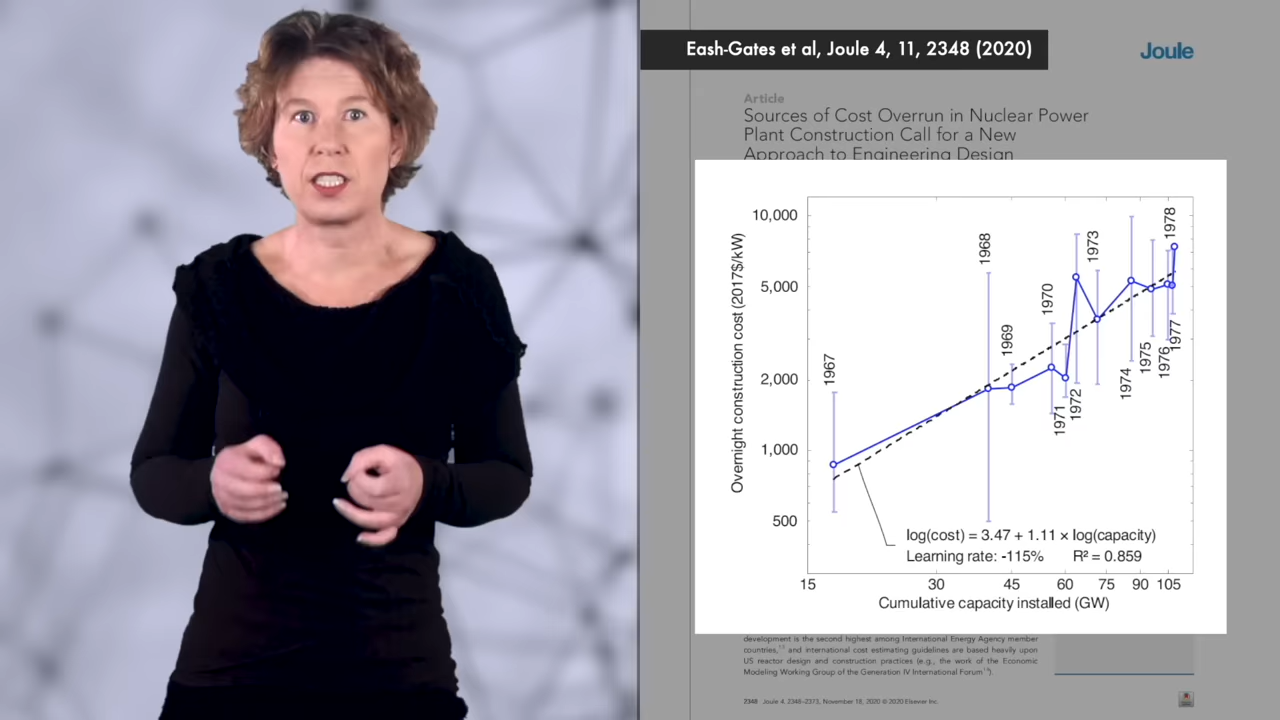 Eash-Gates et al, Joule 4, 11, 2348 (2020)
Joule
Article
Sources of Cost Overrun in Nuclear Power
Plant Construction Call for a New
Approach to Engineering Design
Overnight construction cost (2017$/kW)
10,000
5,000
2,000
1,000
500
1967
1968
1969
1970
1971
1972
1973
1974
1975
1976
1977
1978
log(cost) = 3.47 + 1.11 × log(capacity)
Learning rate: -115% R² = 0.859
15 30 45 60 75 90 105
Cumulative capacity installed (GW)
development is the second highest among International Energy Agency member
countries,¹⁵ and international cost estimating guidelines are based heavily upon
US reactor design and construction practices (e.g., the work of the Economic
Modeling Working Group of the Generation IV International Forum¹⁶).
2348 Joule 4, 2348–2373, November 18, 2020 © 2020 Elsevier Inc.